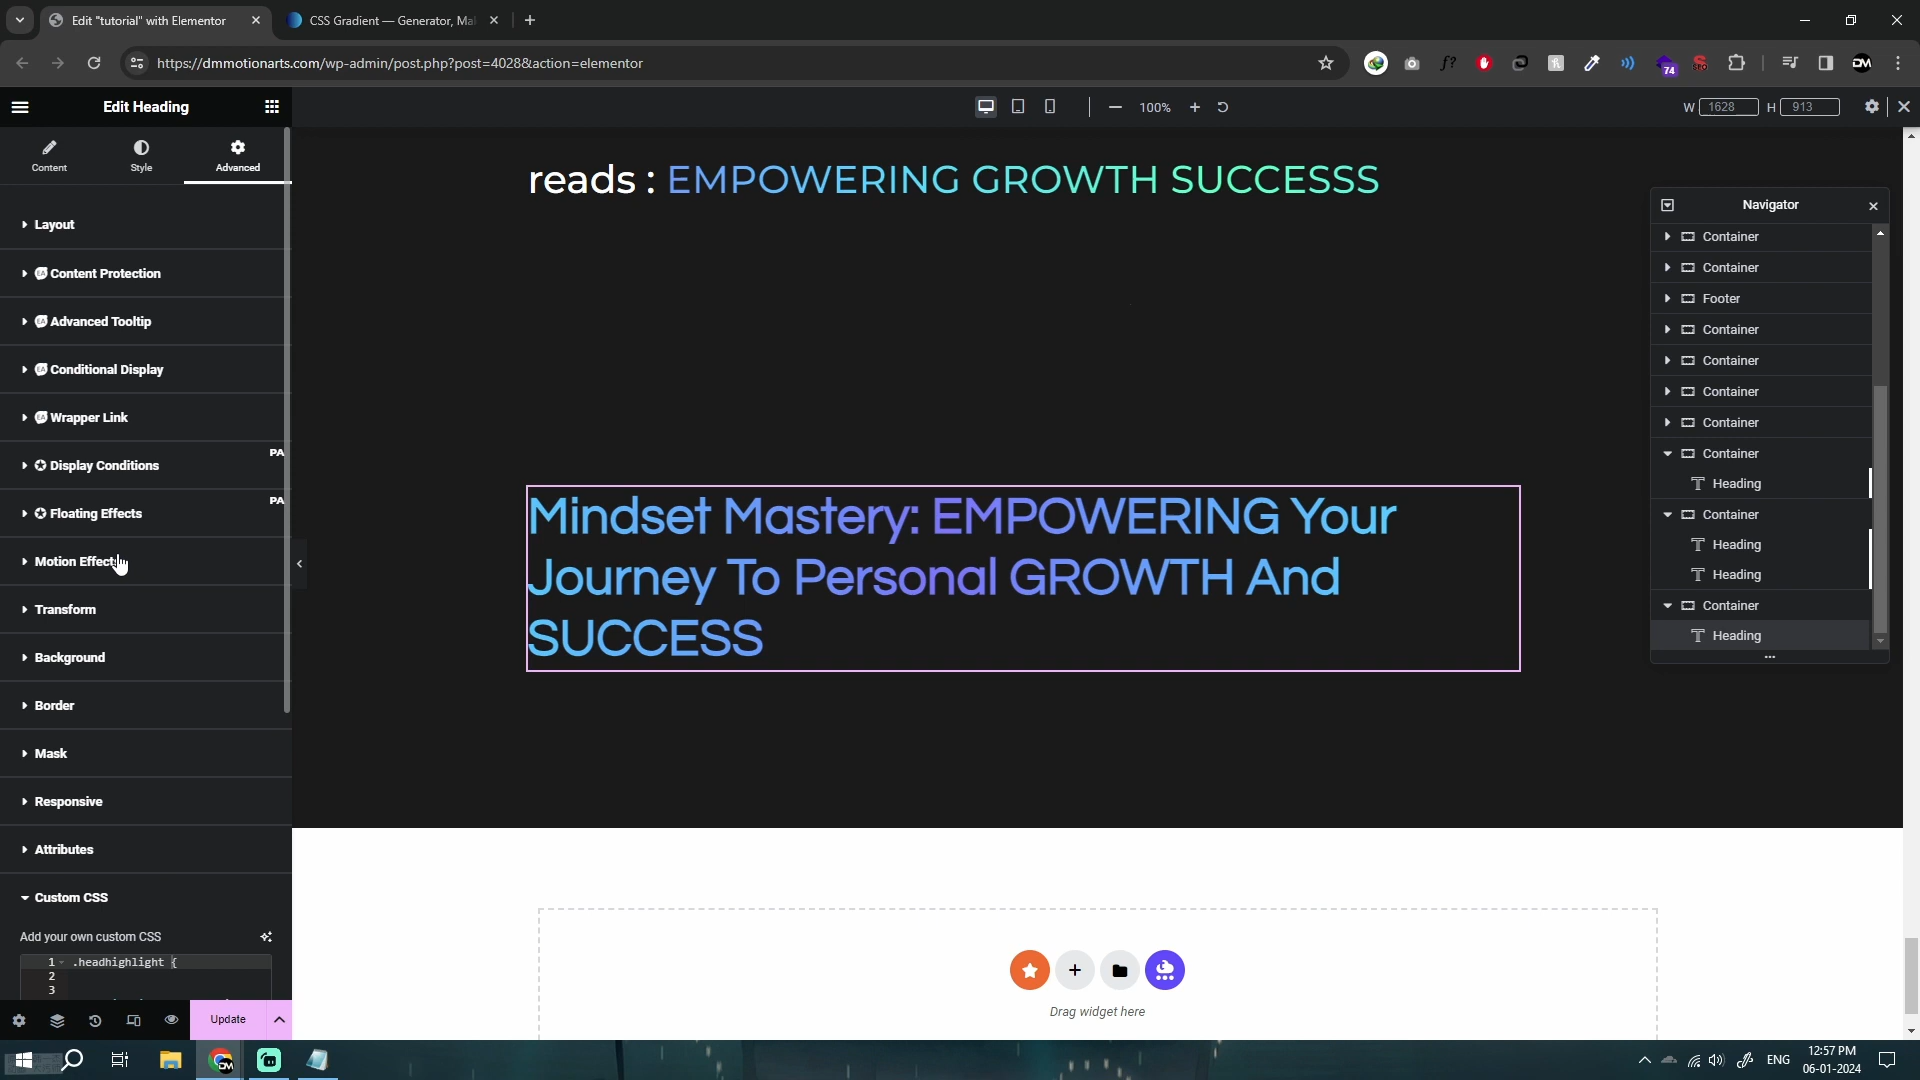 Edit "tutorial" with Elementor
CSS Gradient — Generator, Ma
https://dmmotionarts.com/wp-admin/post.php?post=4028&action=elementor
f?
74
SEO
DM
Edit Heading
100%
W 1628 H 913
Content
Style
Advanced
Layout
Content Protection
Advanced Tooltip
Conditional Display
Wrapper Link
Display Conditions
PA
Floating Effects
PA
Motion Effects
Transform
Background
Border
Mask
Responsive
Attributes
Custom CSS
Add your own custom CSS
1 .headhighlight {
2
3
Update
reads : EMPOWERING GROWTH SUCCESSS
Mindset Mastery: EMPOWERING Your
Journey To Personal GROWTH And
SUCCESS
Drag widget here
Navigator
Container
Container
Footer
Container
Container
Container
Container
Container
Heading
Container
Heading
Heading
Container
Heading
ENG
12:57 PM
06-01-2024